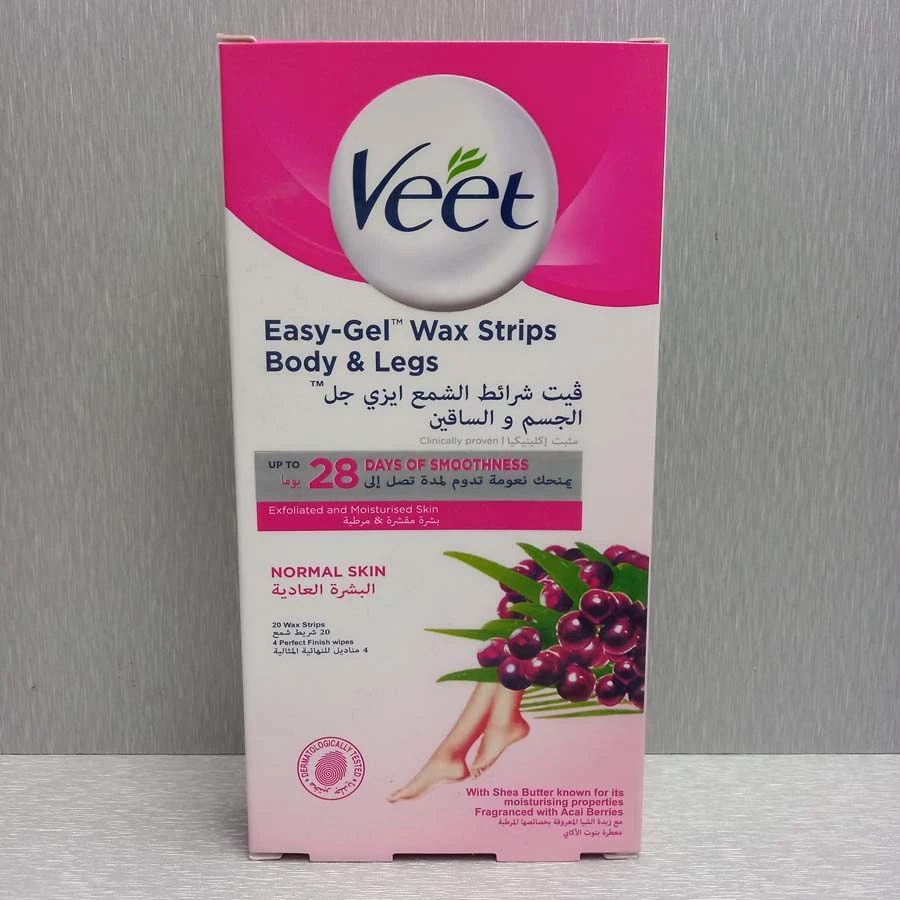 Veet
Easy-Gel™ Wax Strips
Body & Legs
ڤيت شرائط الشمع ايزي جل™
الجسم و الساقين
Clinically proven | مثبت إكلينيكيا
UP TO 28 DAYS OF SMOOTHNESS
يمنحك نعومة تدوم لمدة تصل إلى 28 يوما
Exfoliated and Moisturised Skin
بشرة مقشرة & مرطبة
NORMAL SKIN
البشرة العادية
20 Wax Strips
20 شريط شمع
4 Perfect Finish wipes
4 مناديل للنهائية المثالية
DERMATOLOGICALLY TESTED
مختبر جلديا
With Shea Butter known for its
moisturising properties
Fragranced with Acai Berries
مع زبدة الشيا المعروفة بخصائصها المرطبة
معطرة بتوت الأكاي